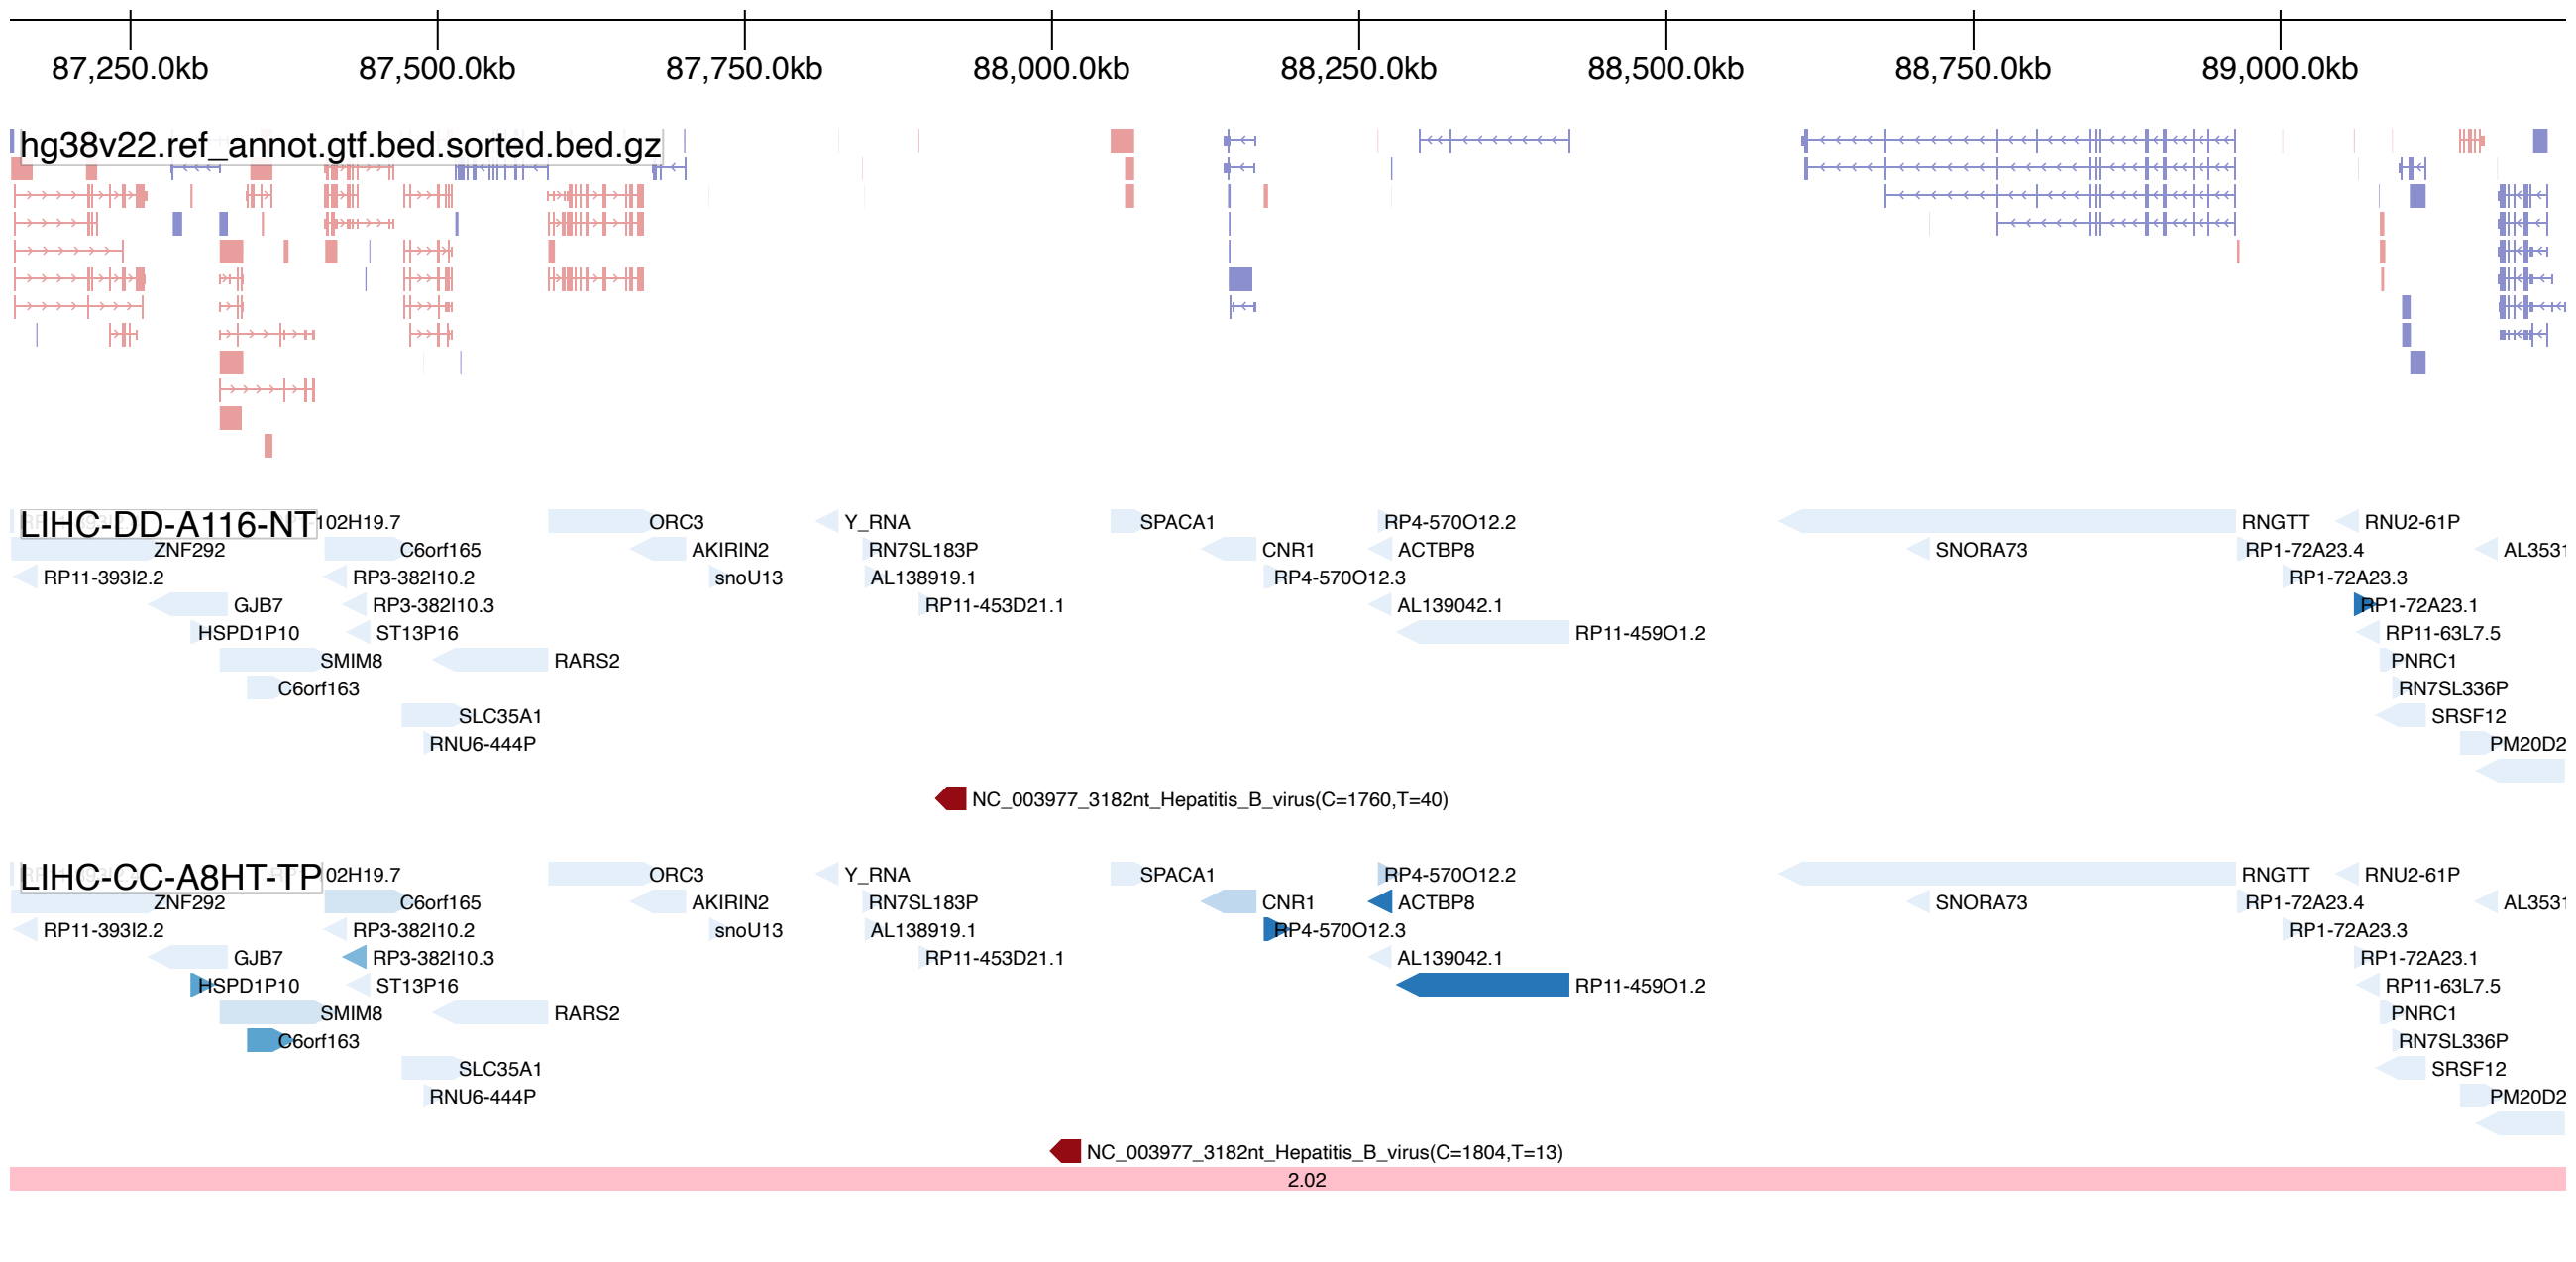 87,250.0kb 87,500.0kb 87,750.0kb 88,000.0kb 88,250.0kb 88,500.0kb 88,750.0kb 89,000.0kb
hg38v22.ref_annot.gtf.bed.sorted.bed.gz
LIHC-DD-A116-NT 102H19.7 ORC3 Y_RNA SPACA1 RP4-570O12.2 RNGTT RNU2-61P
ZNF292 C6orf165 AKIRIN2 RN7SL183P CNR1 ACTBP8 SNORA73 RP1-72A23.4 AL3531
RP11-393I2.2 RP3-382I10.2 snoU13 AL138919.1 RP4-570O12.3 RP1-72A23.3
GJB7 RP3-382I10.3 RP11-453D21.1 AL139042.1 RP1-72A23.1
HSPD1P10 ST13P16 RP11-459O1.2 RP11-63L7.5
SMIM8 RARS2 PNRC1
C6orf163 RN7SL336P
SLC35A1 SRSF12
RNU6-444P PM20D2
NC_003977_3182nt_Hepatitis_B_virus(C=1760,T=40)
LIHC-CC-A8HT-TP 02H19.7 ORC3 Y_RNA SPACA1 RP4-570O12.2 RNGTT RNU2-61P
ZNF292 C6orf165 AKIRIN2 RN7SL183P CNR1 ACTBP8 SNORA73 RP1-72A23.4 AL3531
RP11-393I2.2 RP3-382I10.2 snoU13 AL138919.1 RP4-570O12.3 RP1-72A23.3
GJB7 RP3-382I10.3 RP11-453D21.1 AL139042.1 RP1-72A23.1
HSPD1P10 ST13P16 RP11-459O1.2 RP11-63L7.5
SMIM8 RARS2 PNRC1
C6orf163 RN7SL336P
SLC35A1 SRSF12
RNU6-444P PM20D2
NC_003977_3182nt_Hepatitis_B_virus(C=1804,T=13)
2.02